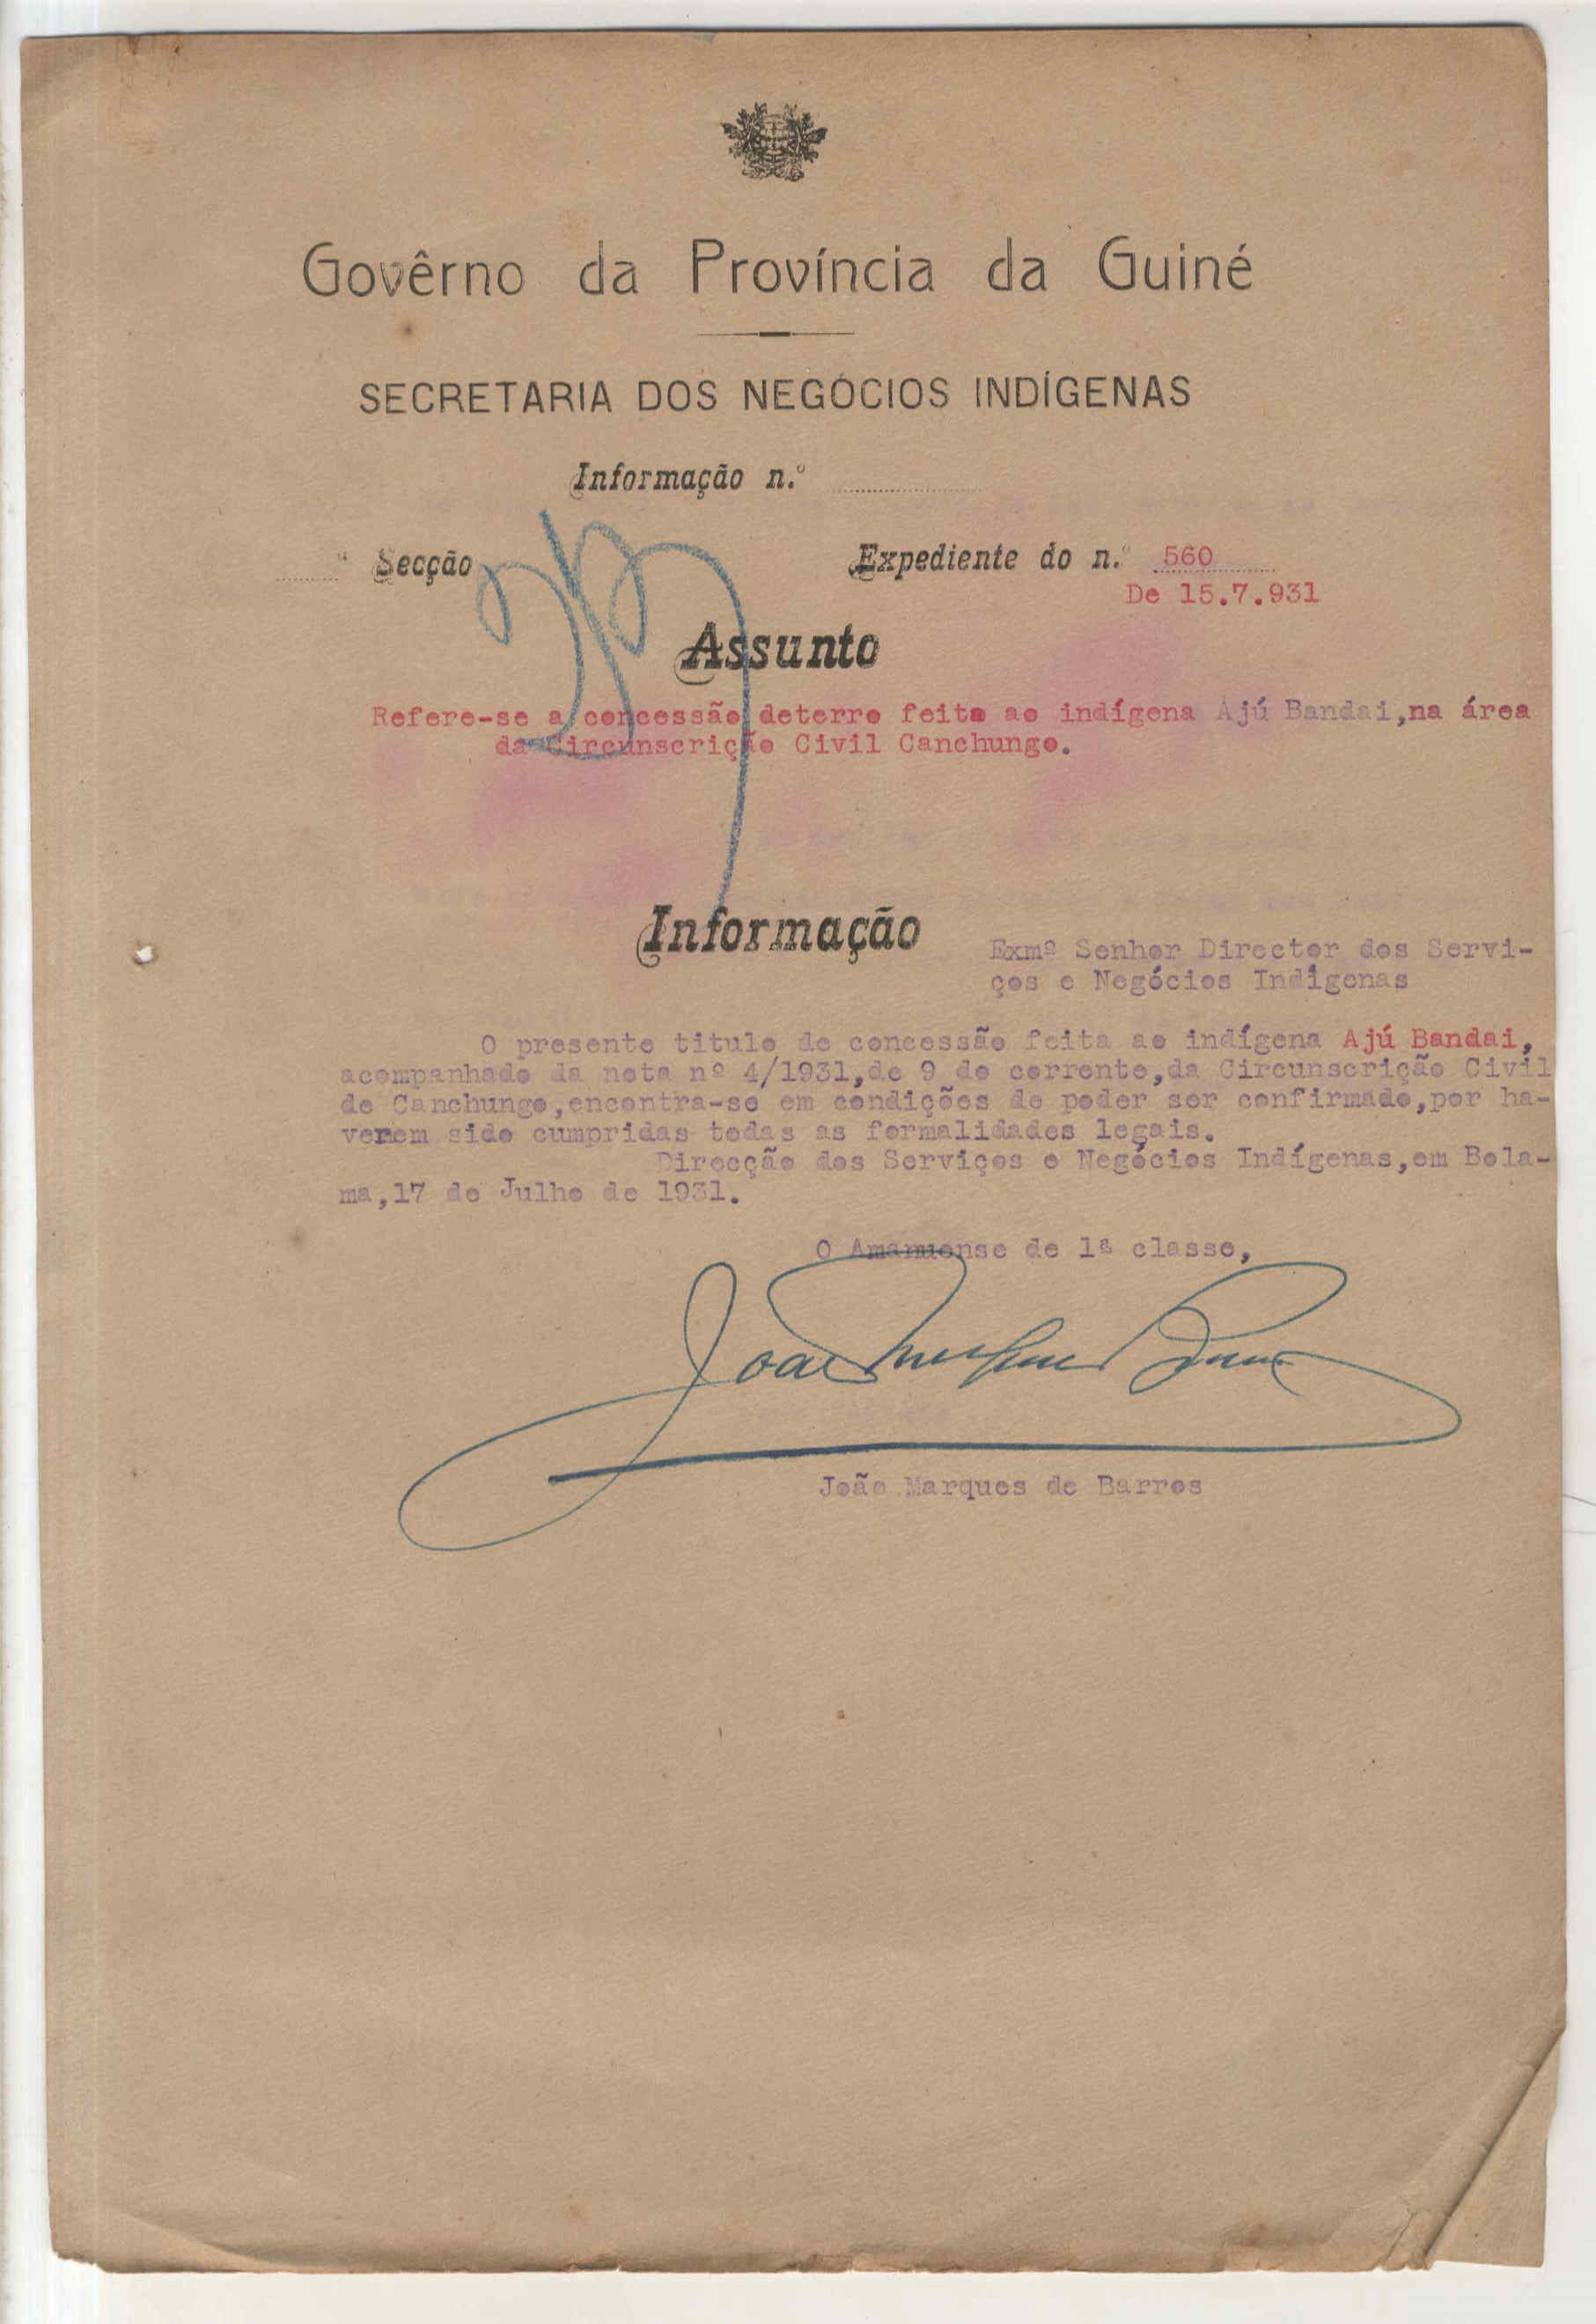 Govêrno da Província da Guiné
SECRETARIA DOS NEGÓCIOS INDÍGENAS
Informação n.º
ª Secção
Expediente do n.º 560
De 15.7.931
Assunto
Refere-se a concessão deterro feita ao indígena Ajú Bandai,na área
da Circunscrição Civil Canchungo.
Informação
Exmº Senhor Director dos Servi-
ços e Negócios Indígenas
O presente titulo de concessão feita ao indígena Ajú Bandai,
acompanhado da nota nº 4/1931,de 9 do corrente,da Circunscrição Civil
de Canchungo,encontra-se em condições de poder ser confirmado,por ha-
verem sido cumpridas todas as formalidades legais.
Direcção dos Serviços e Negócios Indígenas,em Bola-
ma,17 de Julho de 1931.
O Amanuense de 1ª classe,
João Marques de Barros
João Marques de Barros